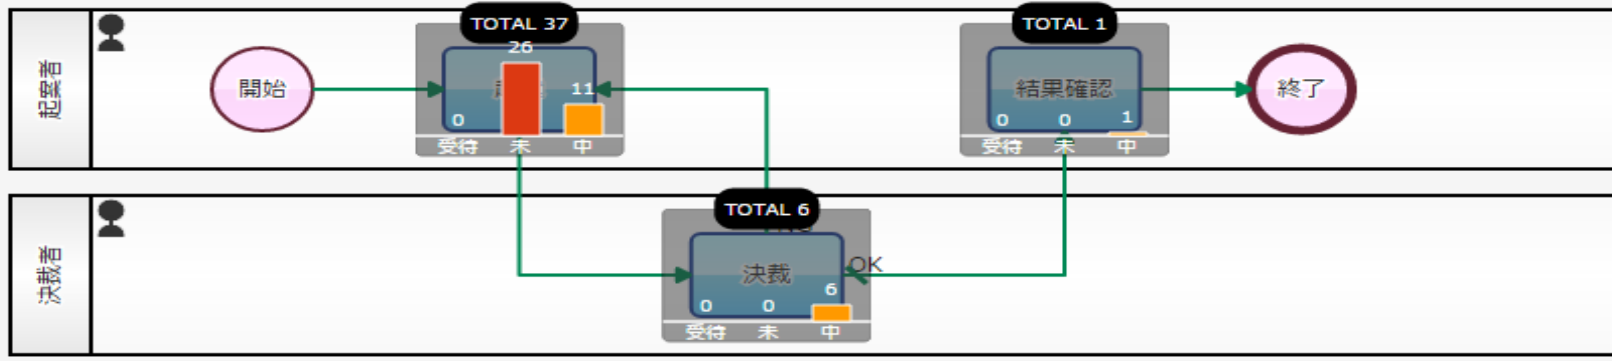 起案者
開始
TOTAL 37
26
11
0
受待 未 中
TOTAL 1
結果確認
0 0 1
受待 未 中
終了
決裁者
TOTAL 6
決裁
OK
0 0 6
受待 未 中